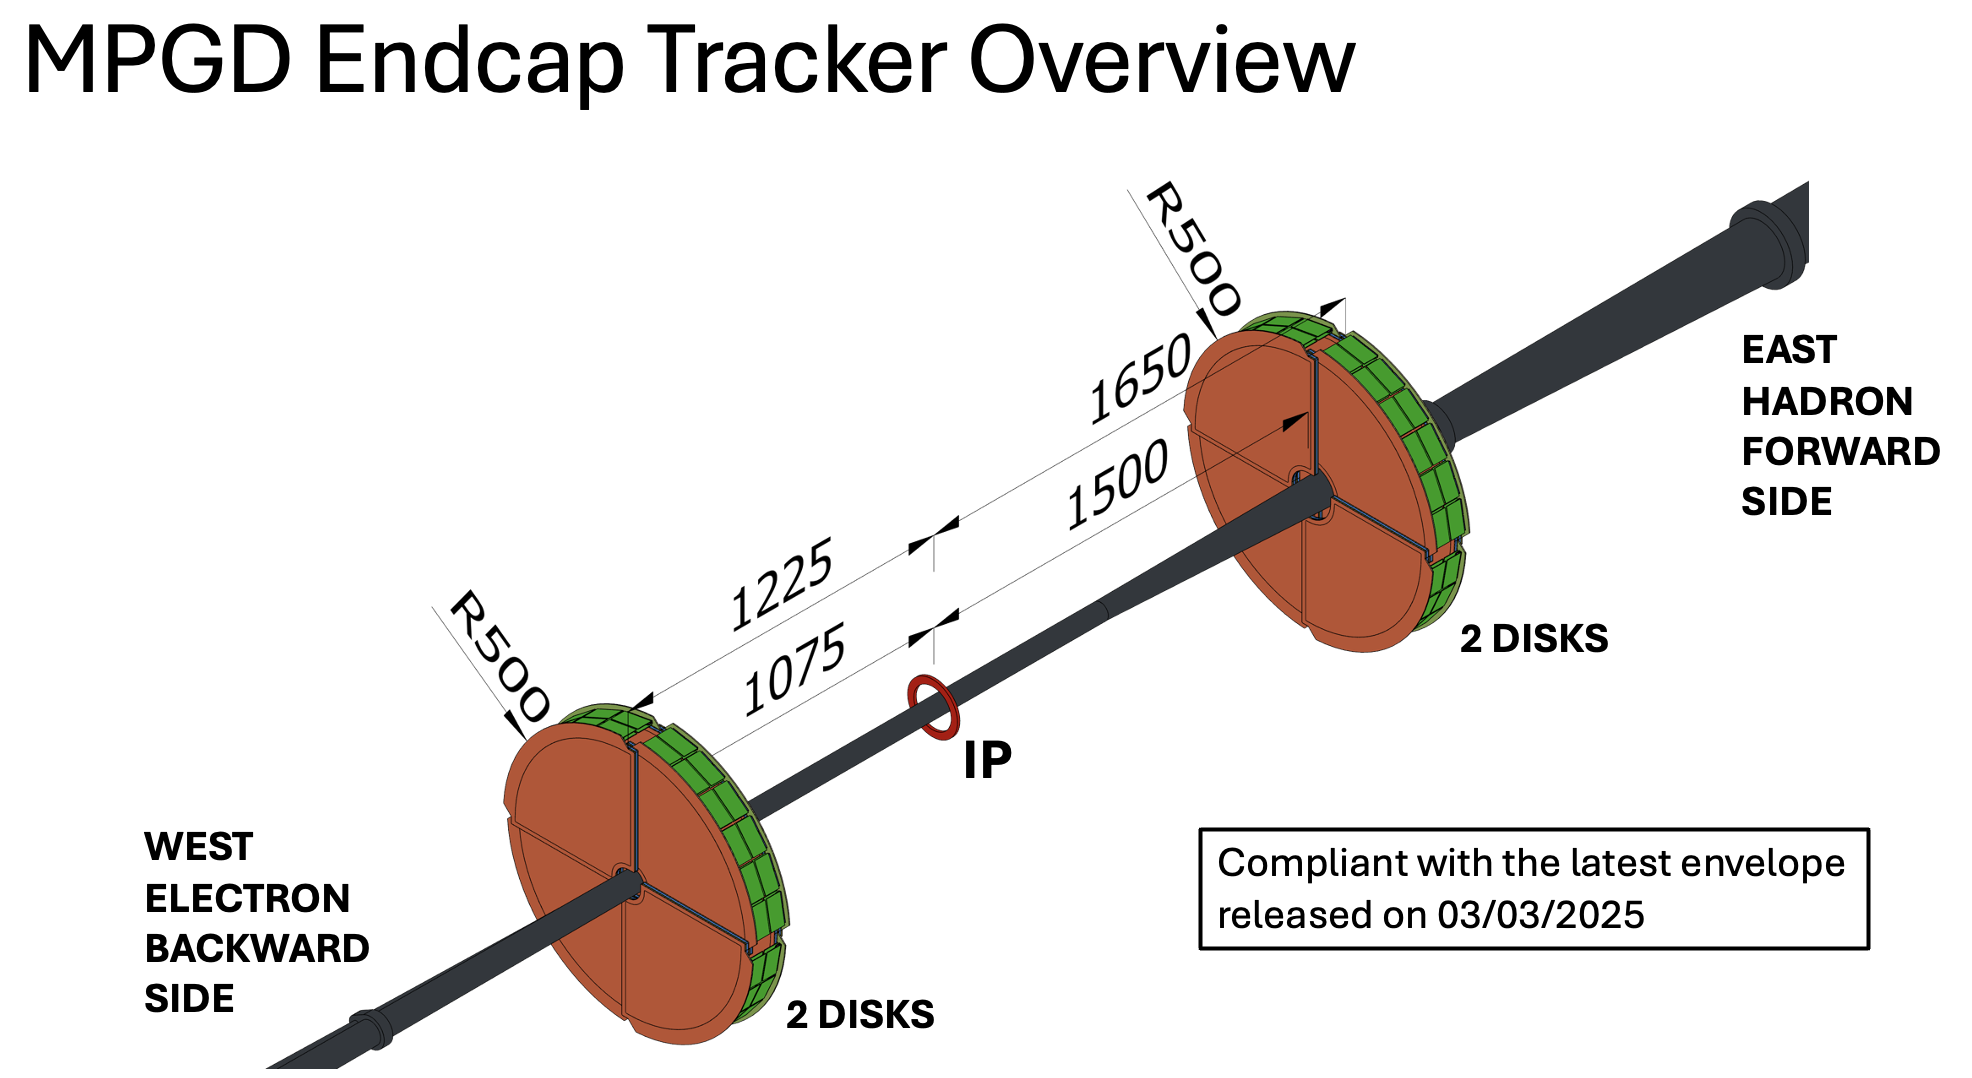 MPGD Endcap Tracker Overview
R500
1650
1500
EAST
HADRON
FORWARD
SIDE
1225
1075
R500
2 DISKS
IP
WEST
ELECTRON
BACKWARD
SIDE
Compliant with the latest envelope
released on 03/03/2025
2 DISKS